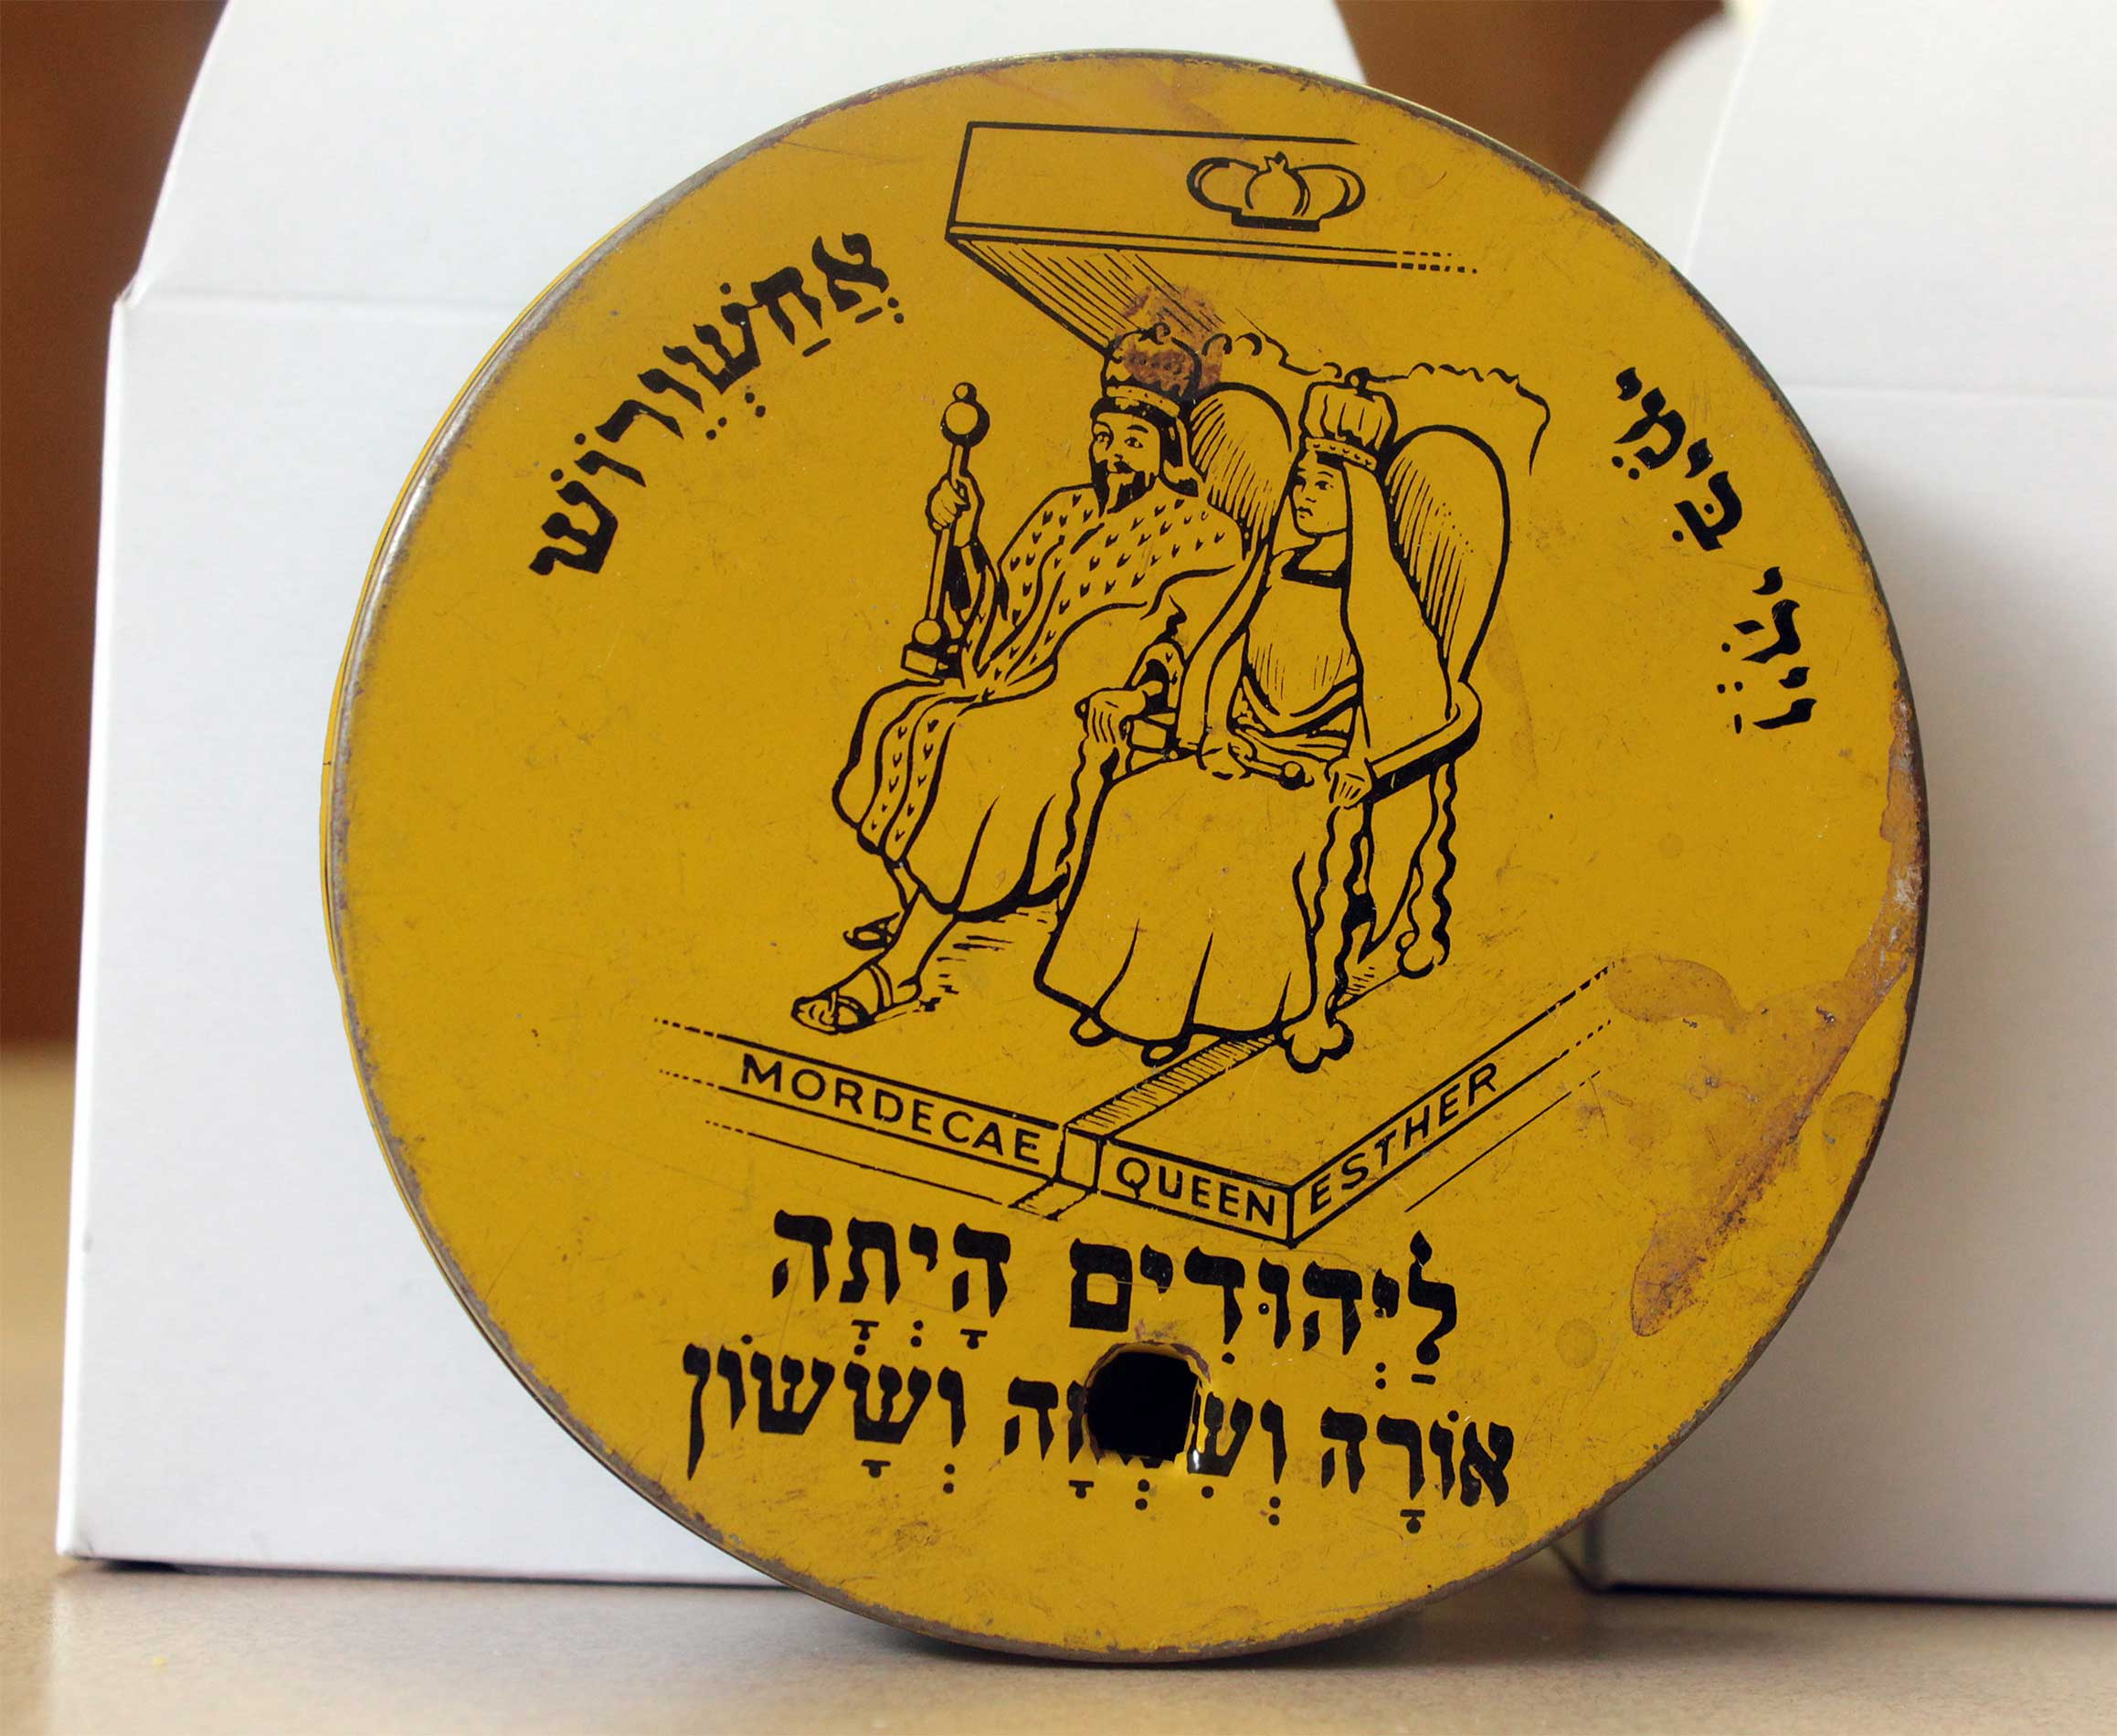 וַיְהִי בִּימֵי
אֲחַשְׁוֵרוֹשׁ
MORDECAE
QUEEN ESTHER
לַיְּהוּדִים הָיְתָה
אוֹרָה וְשִׂמְחָה וְשָׂשׂוֹן